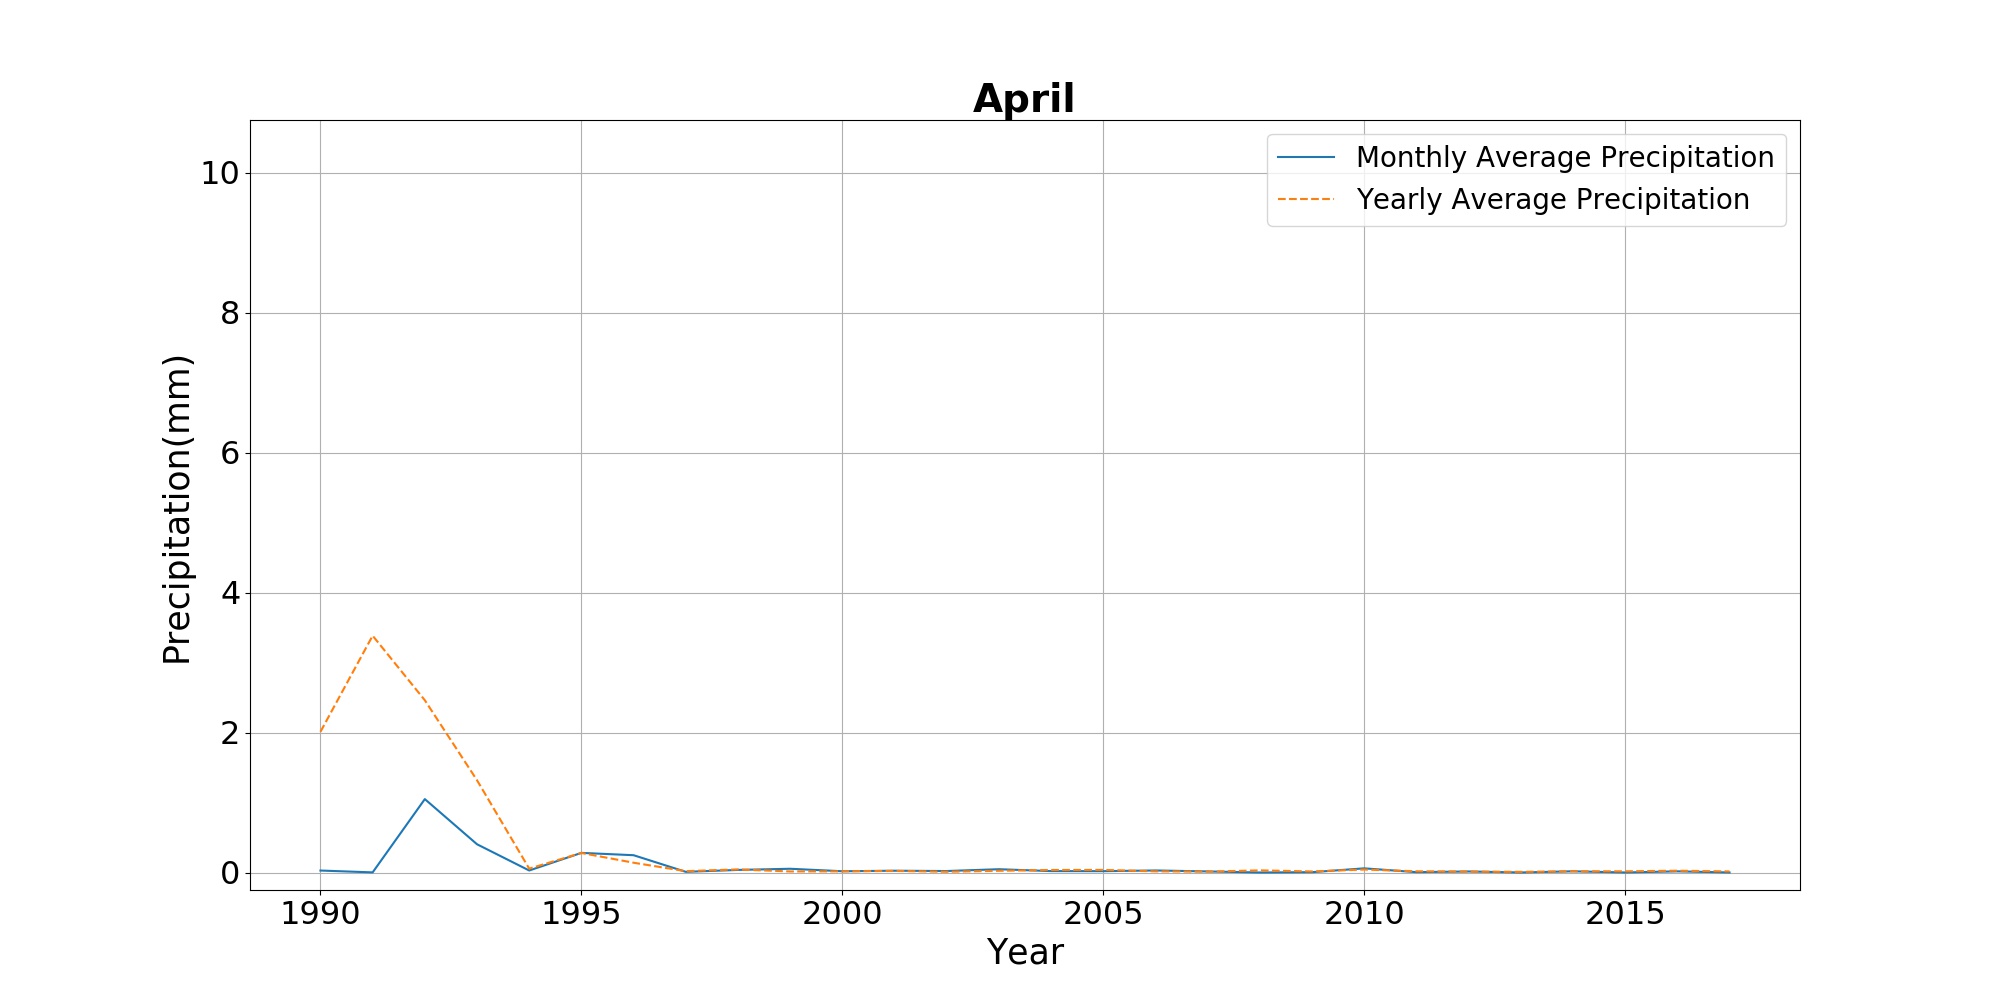 April
10
8
6
4
2
0
Precipitation(mm)
Monthly Average Precipitation
Yearly Average Precipitation
1990 1995 2000 2005 2010 2015
Year